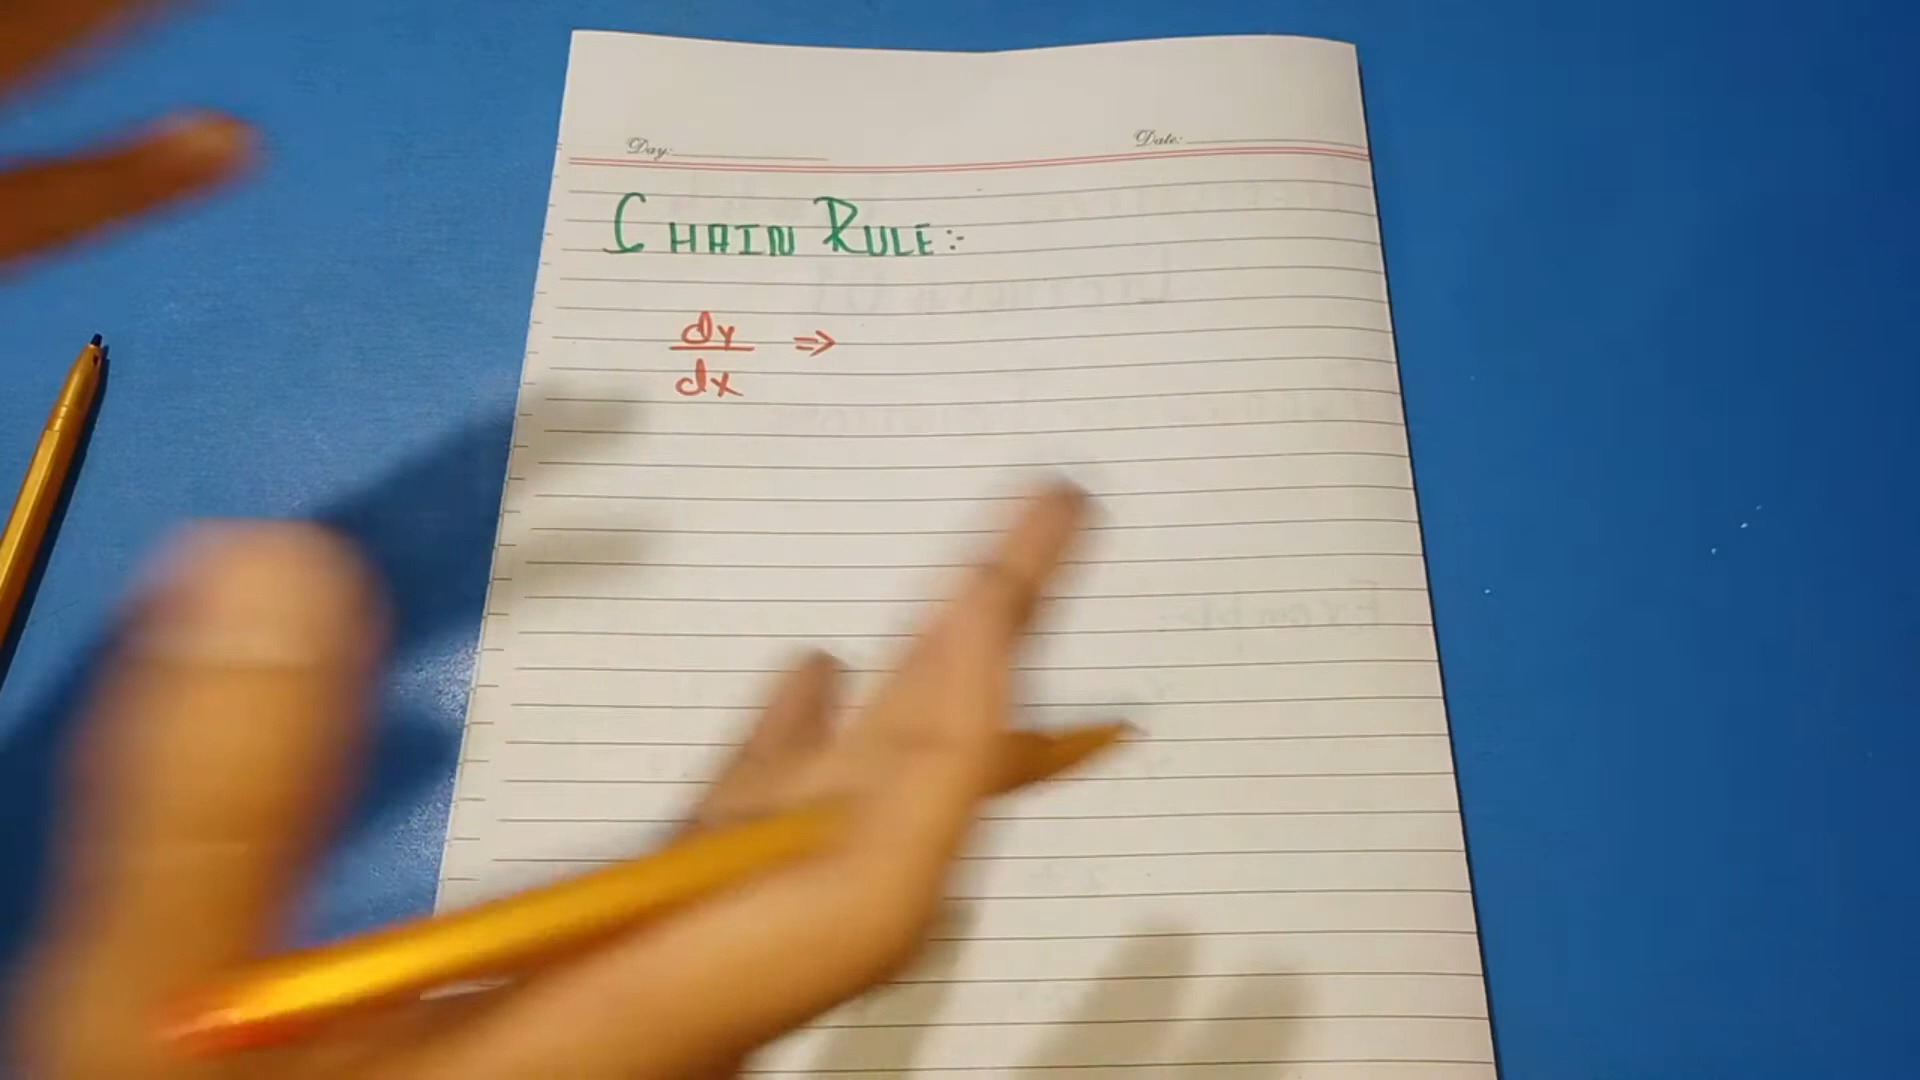 Day: Date:
CHAIN RULE:-
dy/dx ⇒